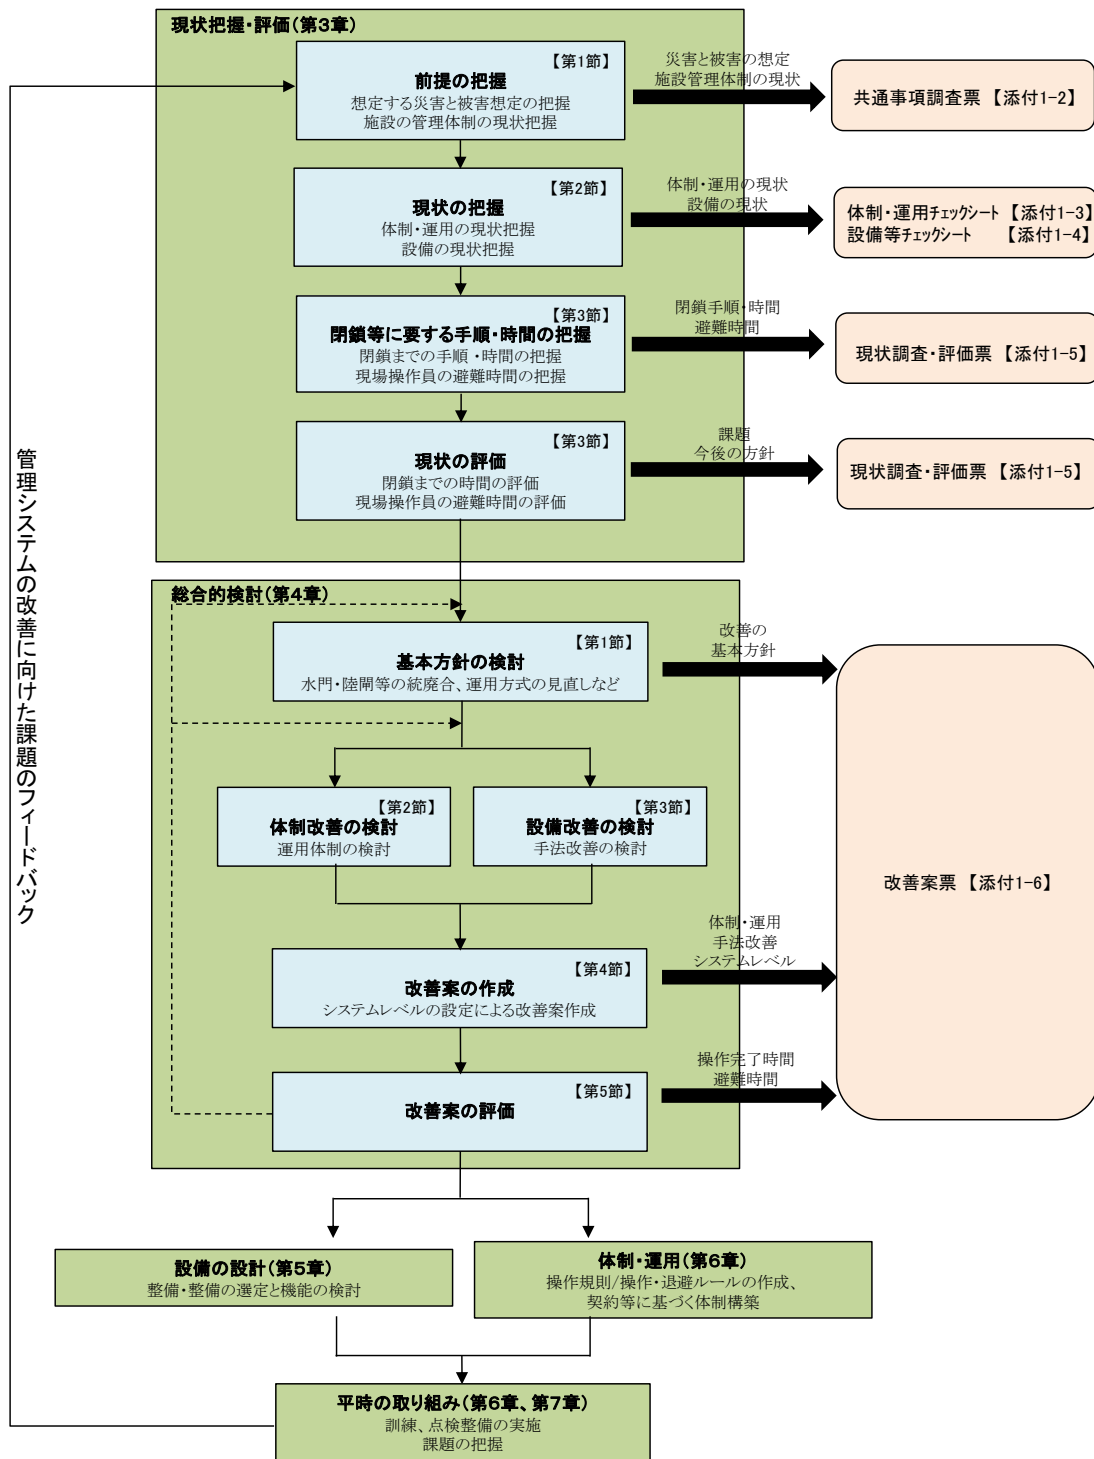 現状把握・評価(第3章)
【第1節】
前提の把握
想定する災害と被害想定の把握
施設の管理体制の現状把握
災害と被害の想定
施設管理体制の現状
共通事項調査票 【添付1-2】
【第2節】
現状の把握
体制・運用の現状把握
設備の現状把握
体制・運用の現状
設備の現状
体制・運用チェックシート 【添付1-3】
設備等チェックシート 【添付1-4】
【第3節】
閉鎖等に要する手順・時間の把握
閉鎖までの手順・時間の把握
現場操作員の避難時間の把握
閉鎖手順・時間
避難時間
現状調査・評価票 【添付1-5】
【第3節】
現状の評価
閉鎖までの時間の評価
現場操作員の避難時間の評価
課題
今後の方針
現状調査・評価票 【添付1-5】
管理システムの改善に向けた課題のフィードバック
総合的検討(第4章)
【第1節】
基本方針の検討
水門・陸閘等の統廃合、運用方式の見直しなど
改善の
基本方針
【第2節】
体制改善の検討
運用体制の検討
【第3節】
設備改善の検討
手法改善の検討
改善案票 【添付1-6】
【第4節】
改善案の作成
システムレベルの設定による改善案作成
体制・運用
手法改善
システムレベル
【第5節】
改善案の評価
操作完了時間
避難時間
設備の設計(第5章)
整備・整備の選定と機能の検討
体制・運用(第6章)
操作規則/操作・退避ルールの作成、
契約等に基づく体制構築
平時の取り組み(第6章、第7章)
訓練、点検整備の実施
課題の把握